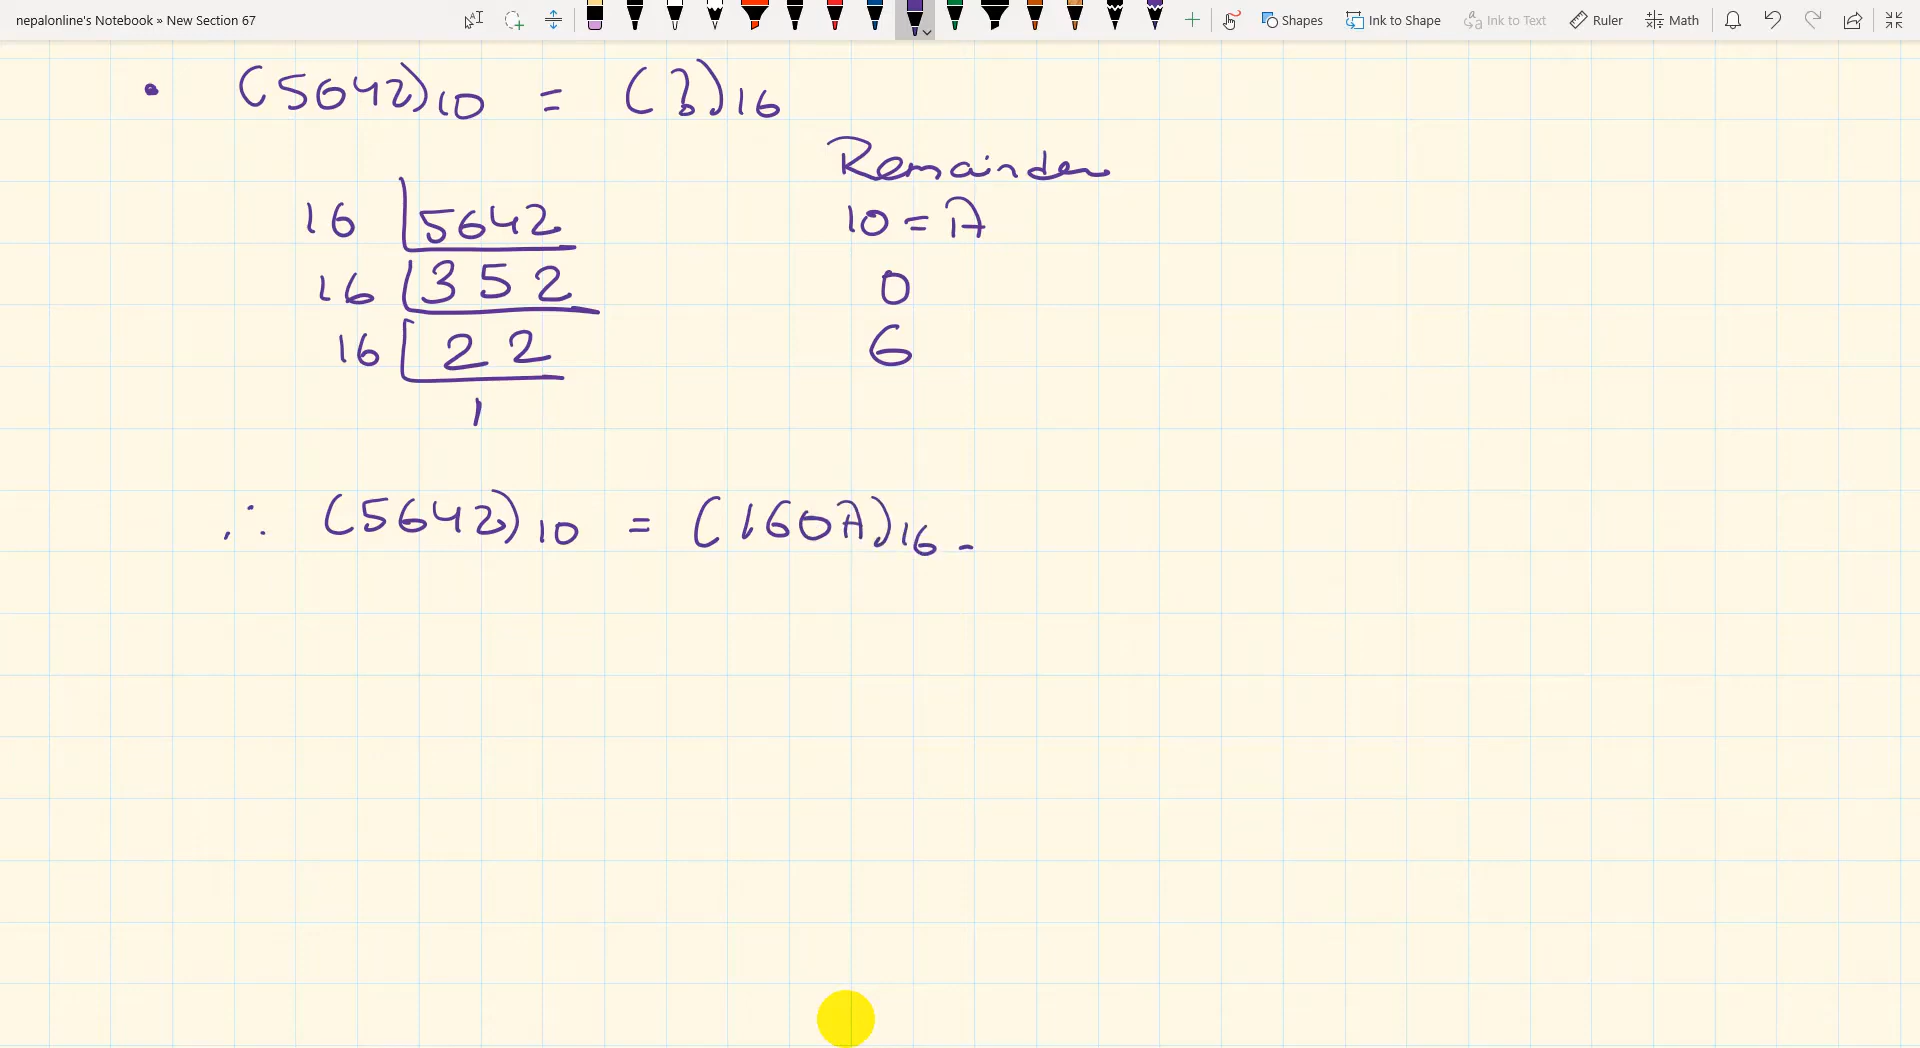 nepalonline's Notebook » New Section 67
Shapes Ink to Shape Ink to Text Ruler Math
• (5642)10 = (?)16
Remainder
16 5642 10 = A
16 352 0
16 22 6
1
∴ (5642)10 = (160A)16 -